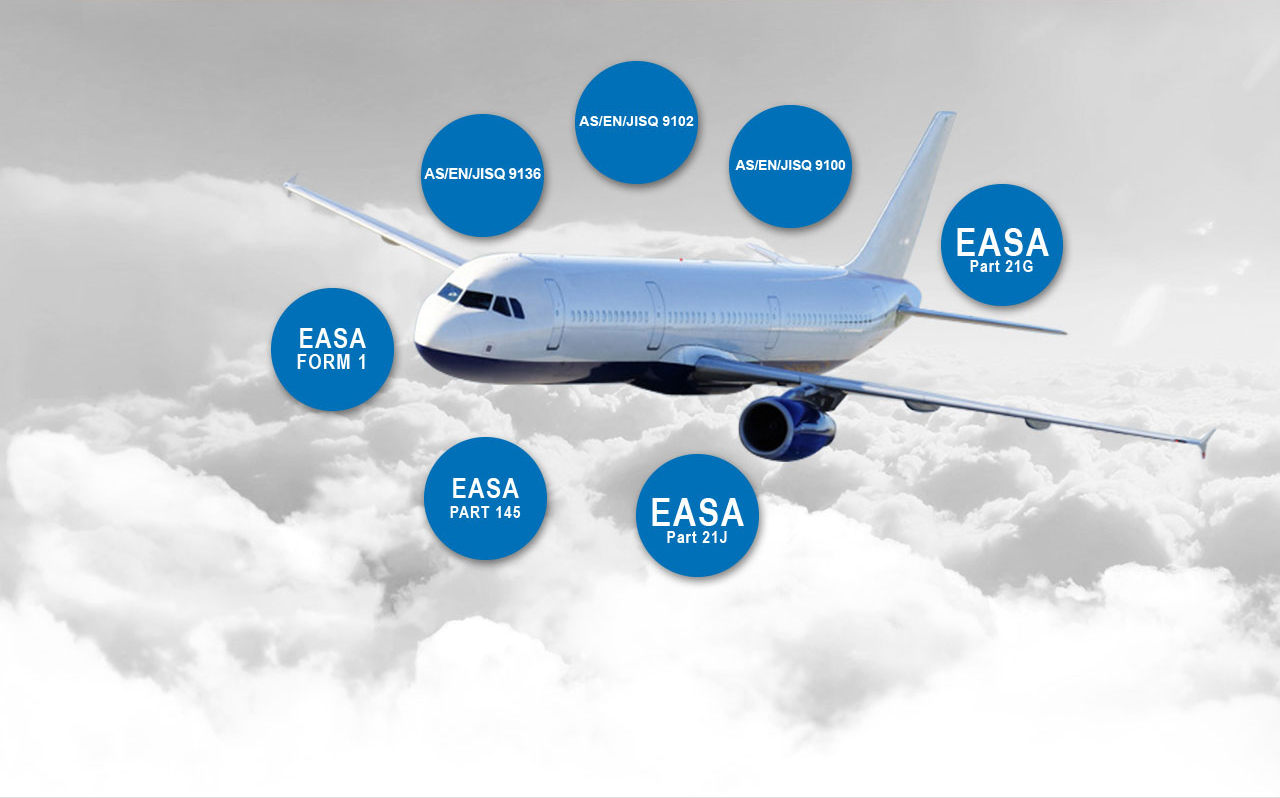 AS/EN/JISQ 9102
AS/EN/JISQ 9100
AS/EN/JISQ 9136
EASA
Part 21G
EASA
FORM 1
EASA
PART 145
EASA
Part 21J